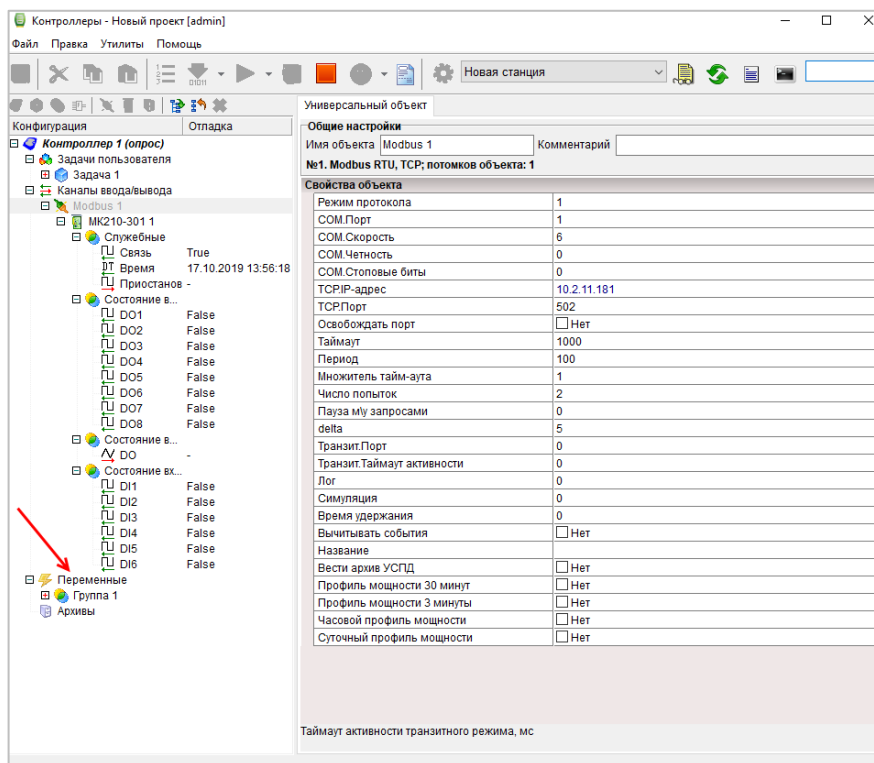 Контроллеры - Новый проект [admin]
Файл Правка Утилиты Помощь
Новая станция
Универсальный объект
Конфигурация Отладка
Контроллер 1 (опрос)
Задачи пользователя
Задача 1
Каналы ввода/вывода
Modbus 1
МК210-301 1
Служебные
Связь True
Время 17.10.2019 13:56:18
Приостанов -
Состояние в...
DO1 False
DO2 False
DO3 False
DO4 False
DO5 False
DO6 False
DO7 False
DO8 False
Состояние в...
DO -
Состояние вх...
DI1 False
DI2 False
DI3 False
DI4 False
DI5 False
DI6 False
Переменные
Группа 1
Архивы
Общие настройки
Имя объекта Modbus 1 Комментарий
№1. Modbus RTU, TCP; потомков объекта: 1
Свойства объекта
Режим протокола 1
COM.Порт 1
COM.Скорость 6
COM.Четность 0
COM.Стоповые биты 0
TCP.IP-адрес 10.2.11.181
TCP.Порт 502
Освобождать порт Нет
Таймаут 1000
Период 100
Множитель тайм-аута 1
Число попыток 2
Пауза м\у запросами 0
delta 5
Транзит.Порт 0
Транзит.Таймаут активности 0
Лог 0
Симуляция 0
Время удержания 0
Вычитывать события Нет
Название
Вести архив УСПД Нет
Профиль мощности 30 минут Нет
Профиль мощности 3 минуты Нет
Часовой профиль мощности Нет
Суточный профиль мощности Нет
Таймаут активности транзитного режима, мс